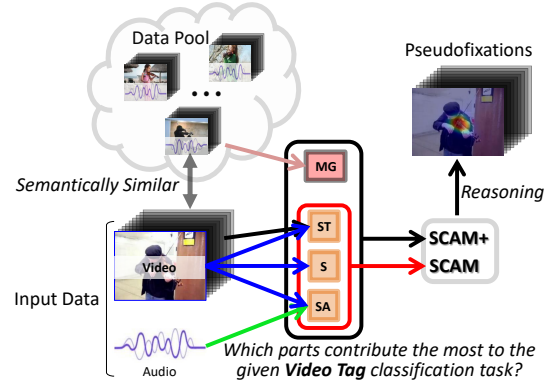 Data Pool
Pseudofixations
MG
Semantically Similar
Reasoning
ST
SCAM+
Video
S
SCAM
Input Data
SA
Audio
Which parts contribute the most to the
given Video Tag classification task?